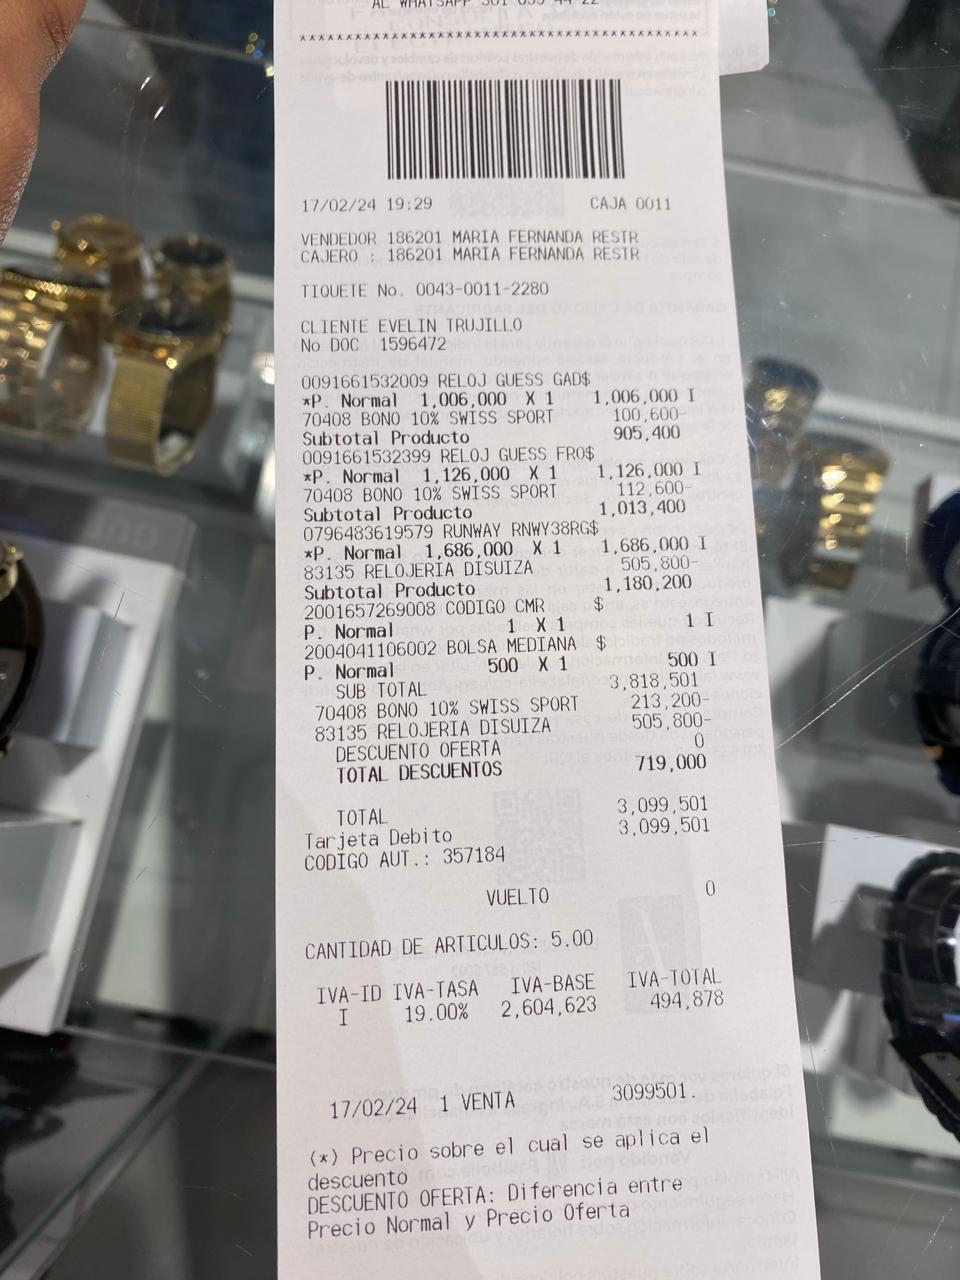 AL WHATSAPP 301 035 44 22
*******************************************
17/02/24 19:29 CAJA 0011
VENDEDOR 186201 MARIA FERNANDA RESTR
CAJERO : 186201 MARIA FERNANDA RESTR
TIQUETE No. 0043-0011-2280
CLIENTE EVELIN TRUJILLO
No DOC 1596472
0091661532009 RELOJ GUESS GAD$
*P. Normal 1,006,000 X 1 1,006,000 I
70408 BONO 10% SWISS SPORT 100,600-
Subtotal Producto 905,400
0091661532399 RELOJ GUESS FRO$
*P. Normal 1,126,000 X 1 1,126,000 I
70408 BONO 10% SWISS SPORT 112,600-
Subtotal Producto 1,013,400
0796483619579 RUNWAY RNWY38RG$
*P. Normal 1,686,000 X 1 1,686,000 I
83135 RELOJERIA DISUIZA 505,800-
Subtotal Producto 1,180,200
2001657269008 CODIGO CMR $
P. Normal 1 X 1 1 I
2004041106002 BOLSA MEDIANA $
P. Normal 500 X 1 500 I
SUB TOTAL 3,818,501
70408 BONO 10% SWISS SPORT 213,200-
83135 RELOJERIA DISUIZA 505,800-
DESCUENTO OFERTA 0
TOTAL DESCUENTOS 719,000
TOTAL 3,099,501
Tarjeta Debito 3,099,501
CODIGO AUT.: 357184
VUELTO 0
CANTIDAD DE ARTICULOS: 5.00
IVA-ID IVA-TASA IVA-BASE IVA-TOTAL
I 19.00% 2,604,623 494,878
17/02/24 1 VENTA 3099501.
(*) Precio sobre el cual se aplica el
descuento
DESCUENTO OFERTA: Diferencia entre
Precio Normal y Precio Oferta